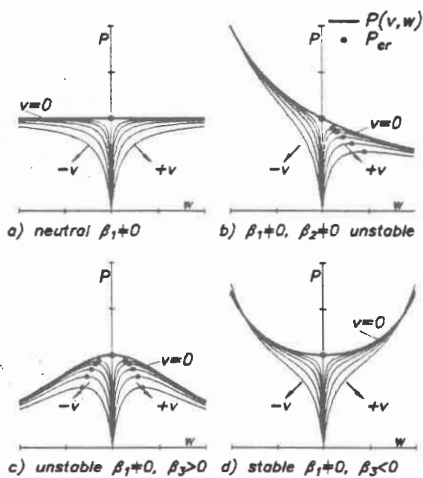 P
P
— P(v,w)
• Pcr
v=0
v=0
-v
+v
-v
+v
w
w
a) neutral β₁≠0
b) β₁≠0, β₂≠0 unstable
P
P
v=0
v=0
-v
+v
-v
+v
w
w
c) unstable β₁≠0, β₃>0
d) stable β₁≠0, β₃<0